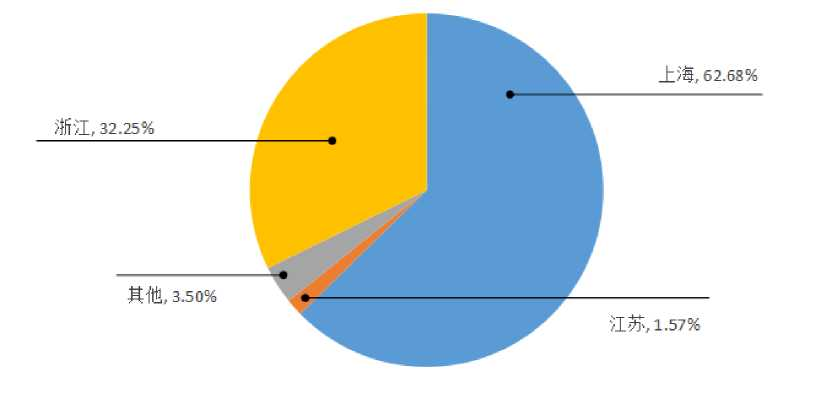 上海, 62.68%
浙江, 32.25%
其他, 3.50%
江苏, 1.57%